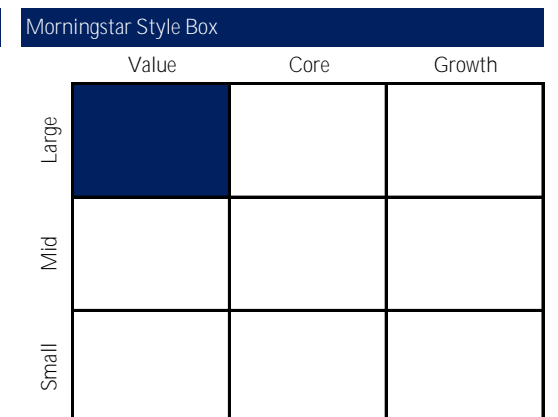 Morningstar Style Box
Value Core Growth
Large
Mid
Small